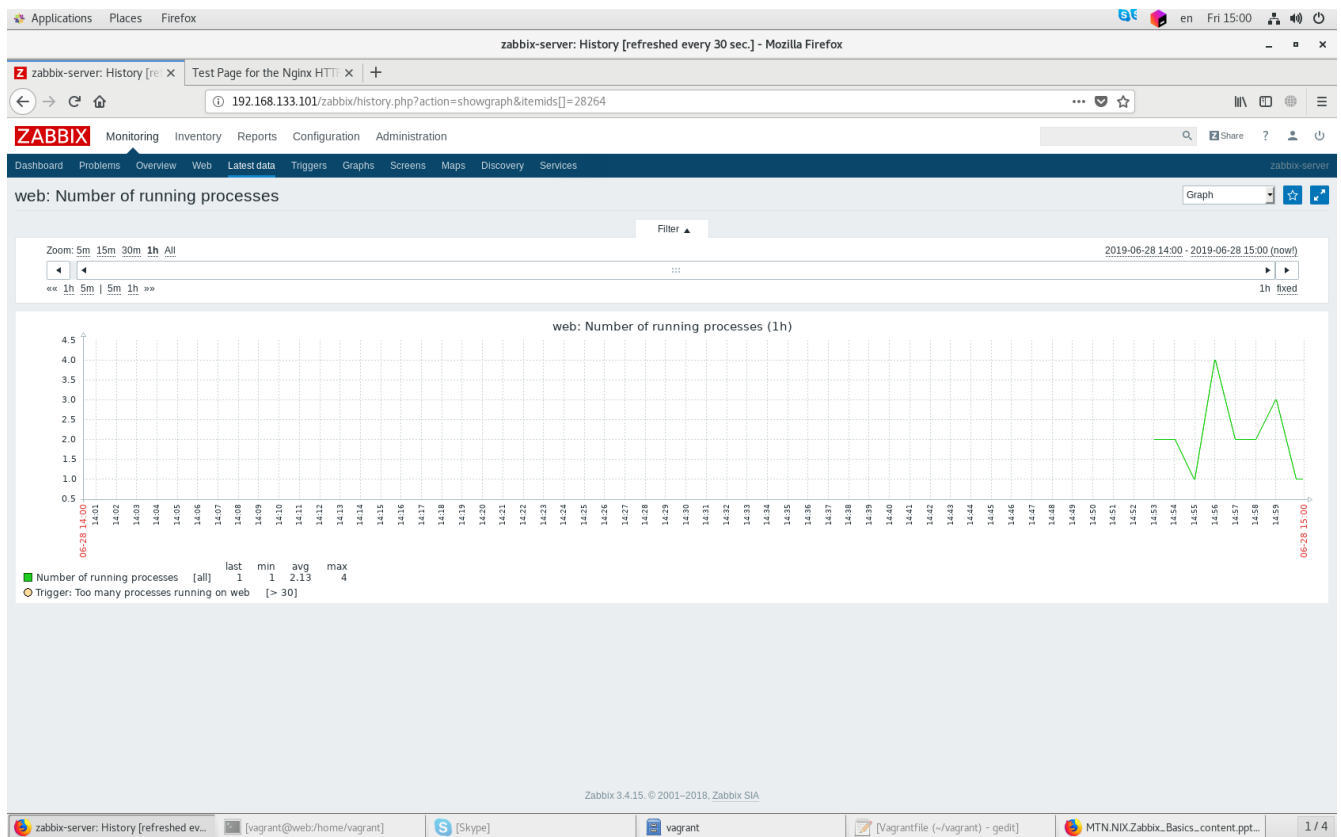 Applications Places Firefox en Fri 15:00
zabbix-server: History [refreshed every 30 sec.] - Mozilla Firefox
Z zabbix-server: History [re Test Page for the Nginx HTT
192.168.133.101/zabbix/history.php?action=showgraph&itemids[]=28264
ZABBIX Monitoring Inventory Reports Configuration Administration Z Share ?
Dashboard Problems Overview Web Latest data Triggers Graphs Screens Maps Discovery Services zabbix-server
web: Number of running processes Graph
Filter ▲
Zoom: 5m 15m 30m 1h All 2019-06-28 14:00 - 2019-06-28 15:00 (now!)
«« 1h 5m | 5m 1h »» 1h fixed
web: Number of running processes (1h)
4.5
4.0
3.5
3.0
2.5
2.0
1.5
1.0
0.5
06-28 14:00 14:01 14:02 14:03 14:04 14:05 14:06 14:07 14:08 14:09 14:10 14:11 14:12 14:13 14:14 14:15 14:16 14:17 14:18 14:19 14:20 14:21 14:22 14:23 14:24 14:25 14:26 14:27 14:28 14:29 14:30 14:31 14:32 14:33 14:34 14:35 14:36 14:37 14:38 14:39 14:40 14:41 14:42 14:43 14:44 14:45 14:46 14:47 14:48 14:49 14:50 14:51 14:52 14:53 14:54 14:55 14:56 14:57 14:58 14:59 06-28 15:00
last min avg max
Number of running processes [all] 1 1 2.13 4
Trigger: Too many processes running on web [> 30]
Zabbix 3.4.15. © 2001–2018, Zabbix SIA
zabbix-server: History [refreshed ev... [vagrant@web:/home/vagrant] S [Skype] vagrant [Vagrantfile (~/vagrant) - gedit] MTN.NIX.Zabbix_Basics_content.ppt... 1 / 4